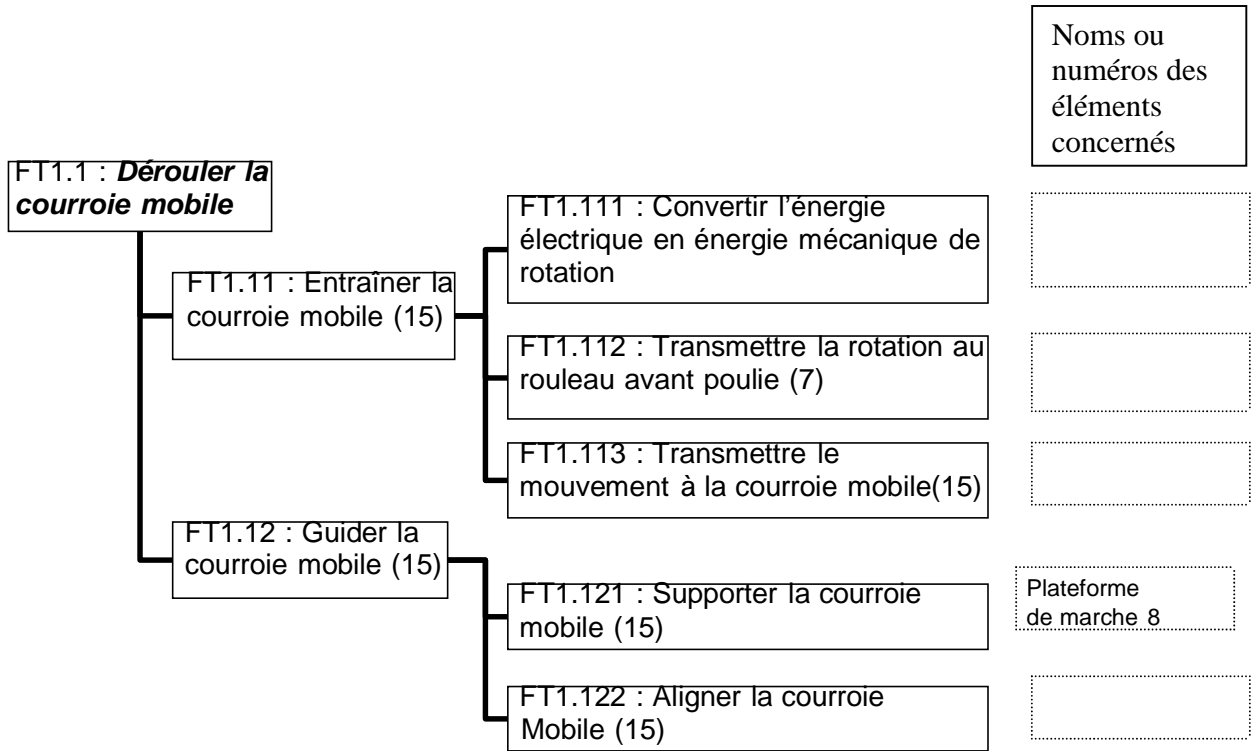 Noms ou
numéros des
éléments
concernés
FT1.1 : Dérouler la
courroie mobile
FT1.111 : Convertir l’énergie
électrique en énergie mécanique de
rotation
FT1.11 : Entraîner la
courroie mobile (15)
FT1.112 : Transmettre la rotation au
rouleau avant poulie (7)
FT1.113 : Transmettre le
mouvement à la courroie mobile(15)
FT1.12 : Guider la
courroie mobile (15)
FT1.121 : Supporter la courroie
mobile (15)
Plateforme
de marche 8
FT1.122 : Aligner la courroie
Mobile (15)